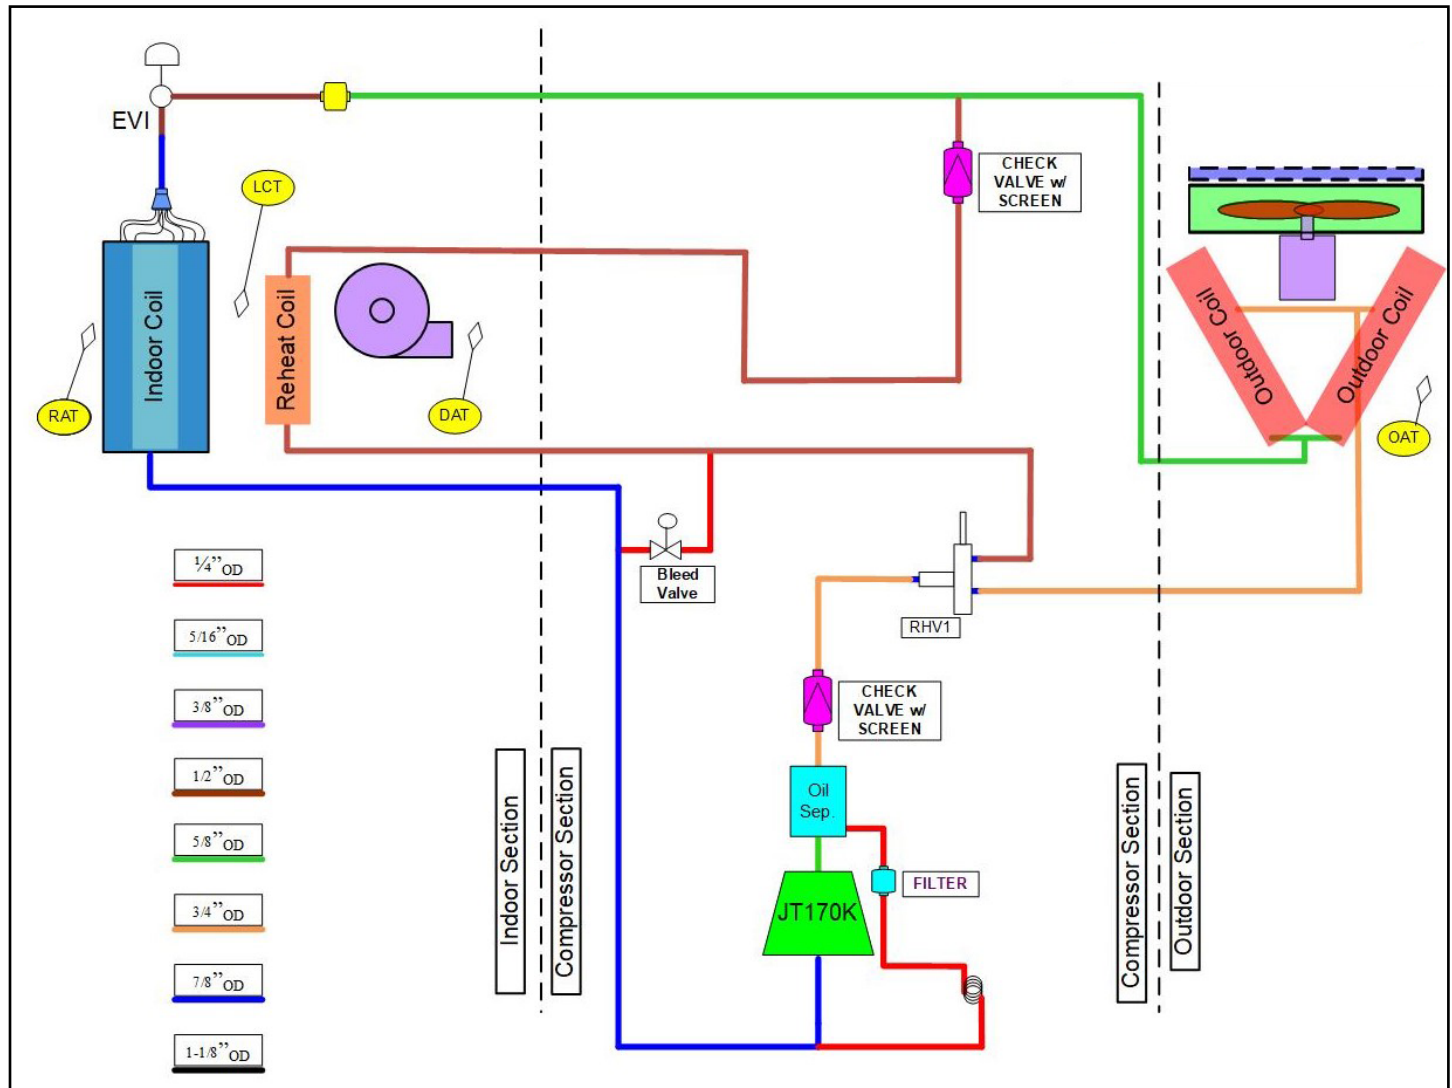 EVI
LCT
CHECK
VALVE w/
SCREEN
Indoor Coil
Reheat Coil
RAT
DAT
Outdoor Coil
Outdoor Coil
OAT
¼”OD
5/16”OD
3/8”OD
1/2”OD
5/8”OD
3/4”OD
7/8”OD
1-1/8”OD
Bleed
Valve
RHV1
CHECK
VALVE w/
SCREEN
Oil
Sep.
FILTER
JT170K
Indoor Section
Compressor Section
Compressor Section
Outdoor Section